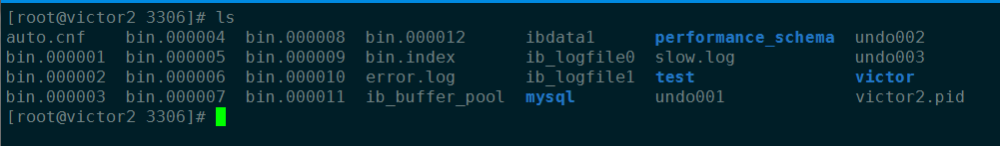 [root@victor2 3306]# ls
auto.cnf bin.000004 bin.000008 bin.000012 ibdata1 performance_schema undo002
bin.000001 bin.000005 bin.000009 bin.index ib_logfile0 slow.log undo003
bin.000002 bin.000006 bin.000010 error.log ib_logfile1 test victor
bin.000003 bin.000007 bin.000011 ib_buffer_pool mysql undo001 victor2.pid
[root@victor2 3306]#